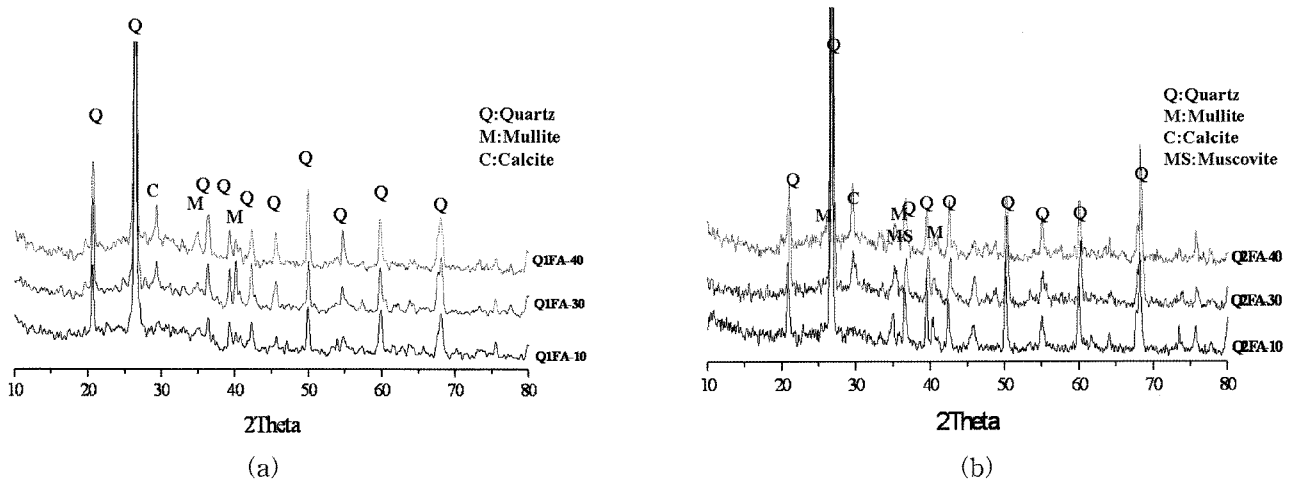 Q
Q
Q:Quartz
M:Mullite
C:Calcite
Q
C
M
Q
Q
M
Q
Q
Q
Q
Q
Q
Q1FA-40
Q1FA-30
Q1FA-10
10 20 30 40 50 60 70 80
2Theta
(a)
Q
Q:Quartz
M:Mullite
C:Calcite
MS:Muscovite
Q
M
C
M
MS
Q
Q
M
Q
Q
Q
Q
Q
Q2FA-40
Q2FA-30
Q2FA-10
10 20 30 40 50 60 70 80
2Theta
(b)